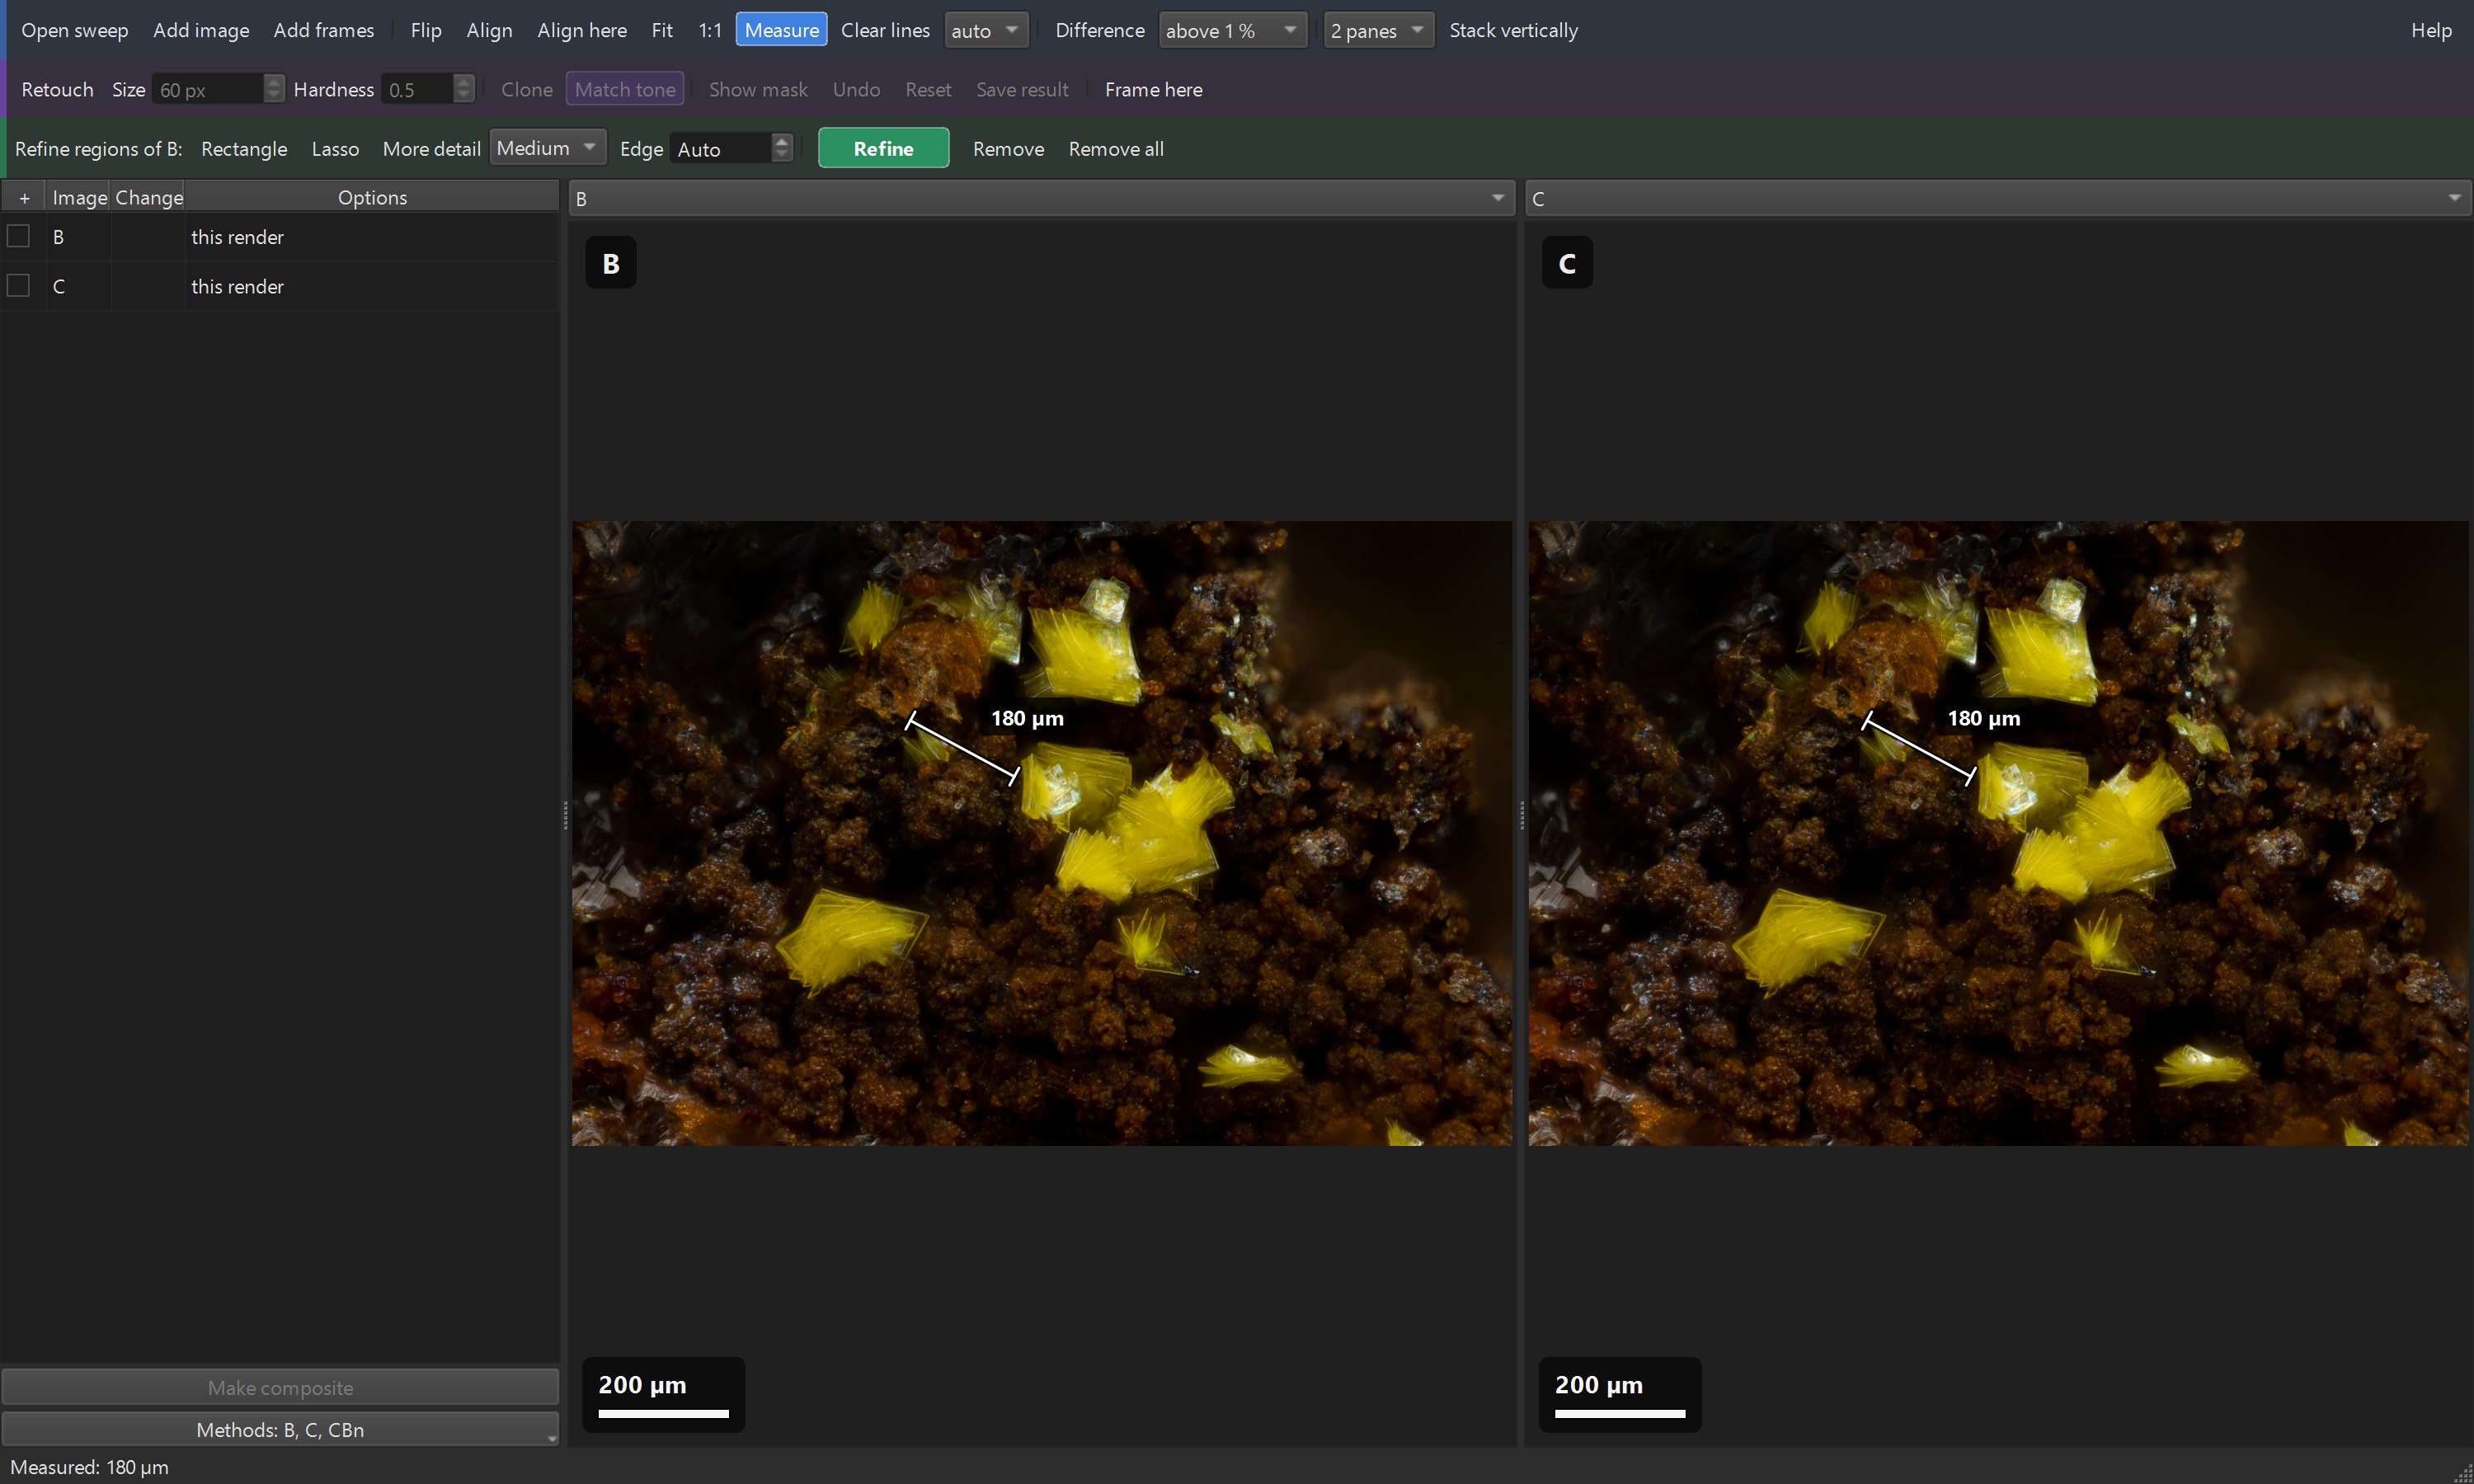 Open sweep Add image Add frames Flip Align Align here Fit 1:1 Measure Clear lines auto Difference above 1 % 2 panes Stack vertically Help
Retouch Size 60 px Hardness 0.5 Clone Match tone Show mask Undo Reset Save result Frame here
Refine regions of B: Rectangle Lasso More detail Medium Edge Auto Refine Remove Remove all
+ Image Change Options
B this render
C this render
B
C
B
C
180 µm
180 µm
200 µm
200 µm
Make composite
Methods: B, C, CBn
Measured: 180 µm